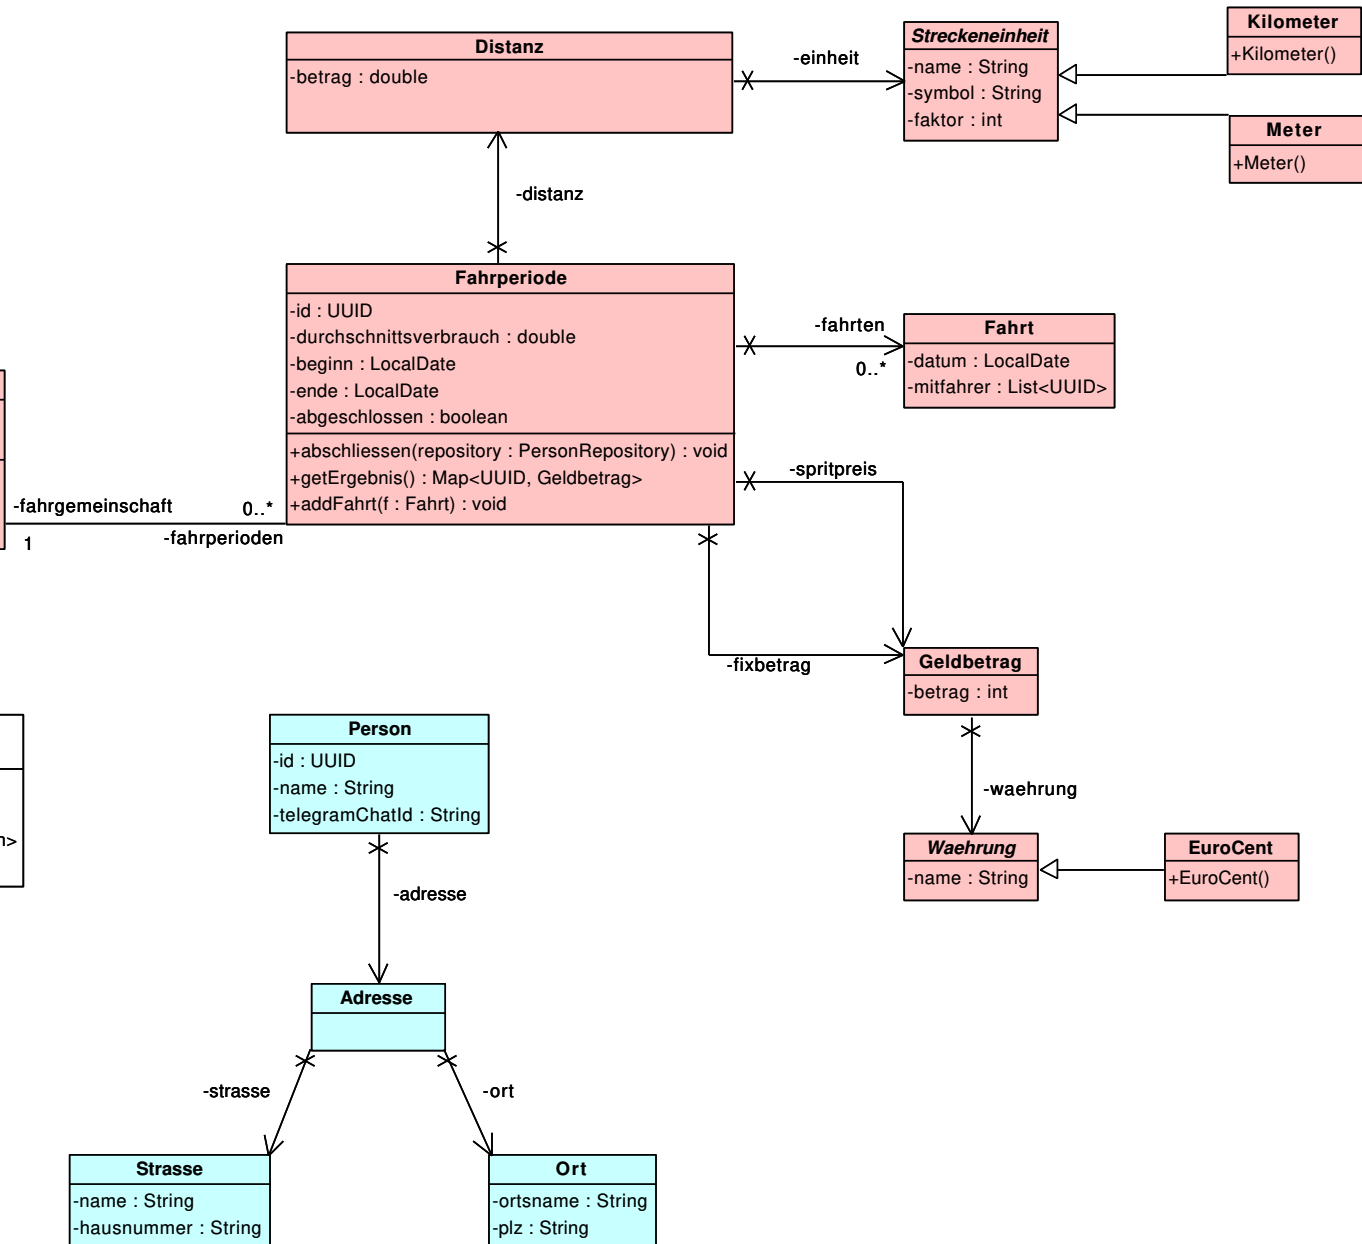 Distanz
-betrag : double
-einheit
Streckeneinheit
-name : String
-symbol : String
-faktor : int
Kilometer
+Kilometer()
Meter
+Meter()
-distanz
Fahrperiode
-id : UUID
-durchschnittsverbrauch : double
-beginn : LocalDate
-ende : LocalDate
-abgeschlossen : boolean
+abschliessen(repository : PersonRepository) : void
+getErgebnis() : Map<UUID, Geldbetrag>
+addFahrt(f : Fahrt) : void
-fahrten
0..*
Fahrt
-datum : LocalDate
-mitfahrer : List<UUID>
-fahrgemeinschaft
1
0..*
-fahrperioden
-spritpreis
-fixbetrag
Geldbetrag
-betrag : int
-waehrung
Waehrung
-name : String
EuroCent
+EuroCent()
Person
-id : UUID
-name : String
-telegramChatId : String
-adresse
Adresse
-strasse
-ort
Strasse
-name : String
-hausnummer : String
Ort
-ortsname : String
-plz : String